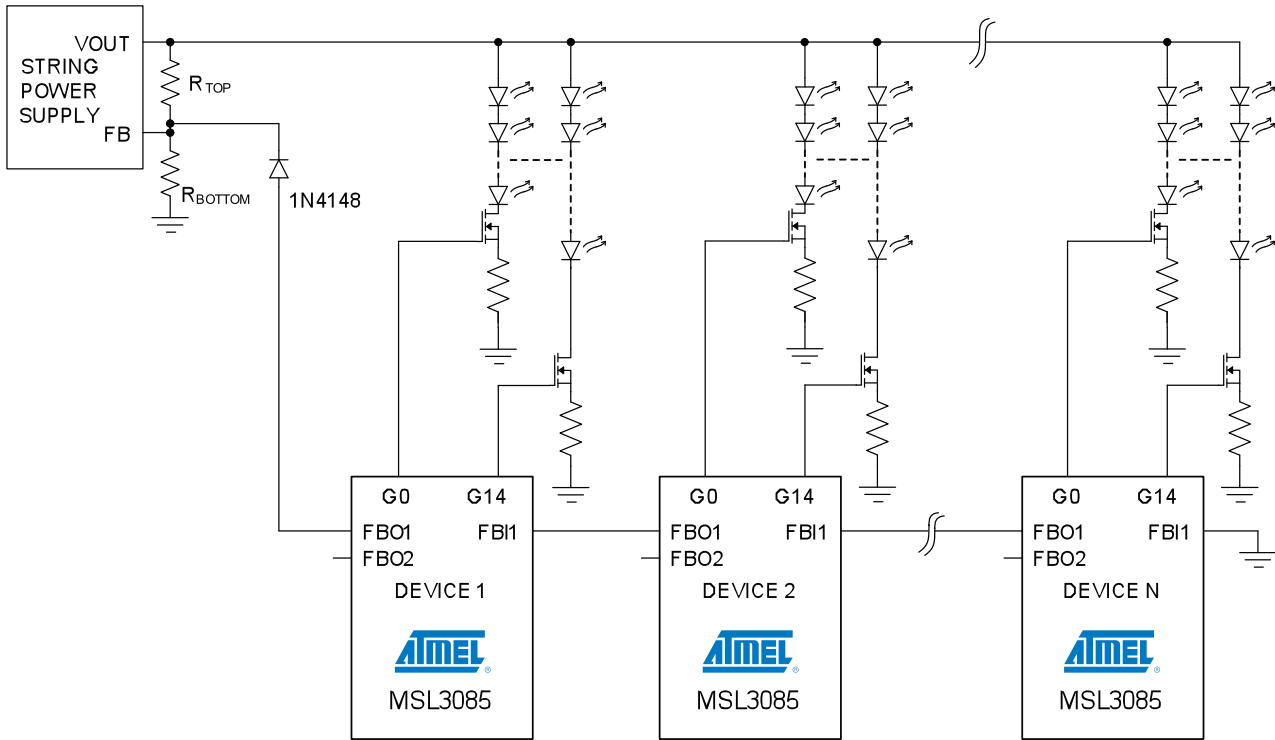 VOUT
STRING
POWER
SUPPLY
FB
R TOP
RBOTTOM
1N4148
G0 G14
FBO1 FBI1
FBO2
DEVICE 1
ATMEL ®
MSL3085
G0 G14
FBO1 FBI1
FBO2
DEVICE 2
ATMEL ®
MSL3085
G0 G14
FBO1 FBI1
FBO2
DEVICE N
ATMEL ®
MSL3085